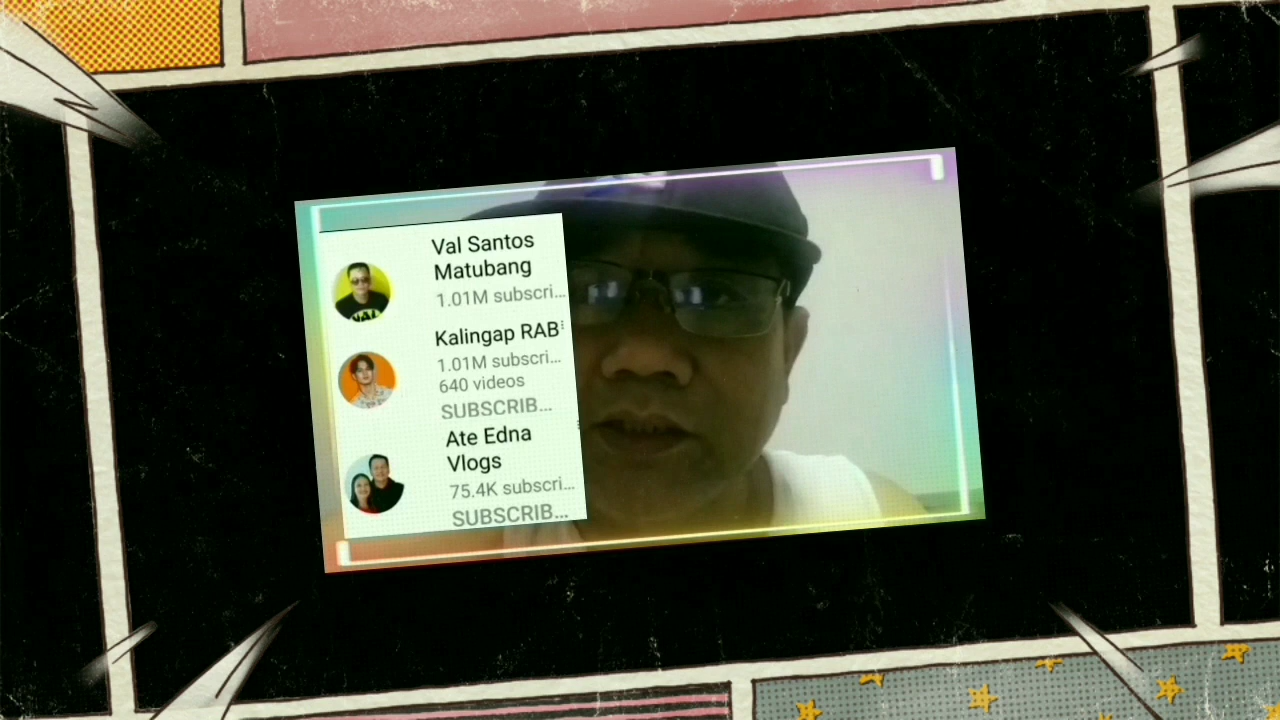 Val Santos
Matubang
1.01M subscri...
Kalingap RAB
1.01M subscri...
640 videos
SUBSCRIB...
Ate Edna
Vlogs
75.4K subscri...
SUBSCRIB...